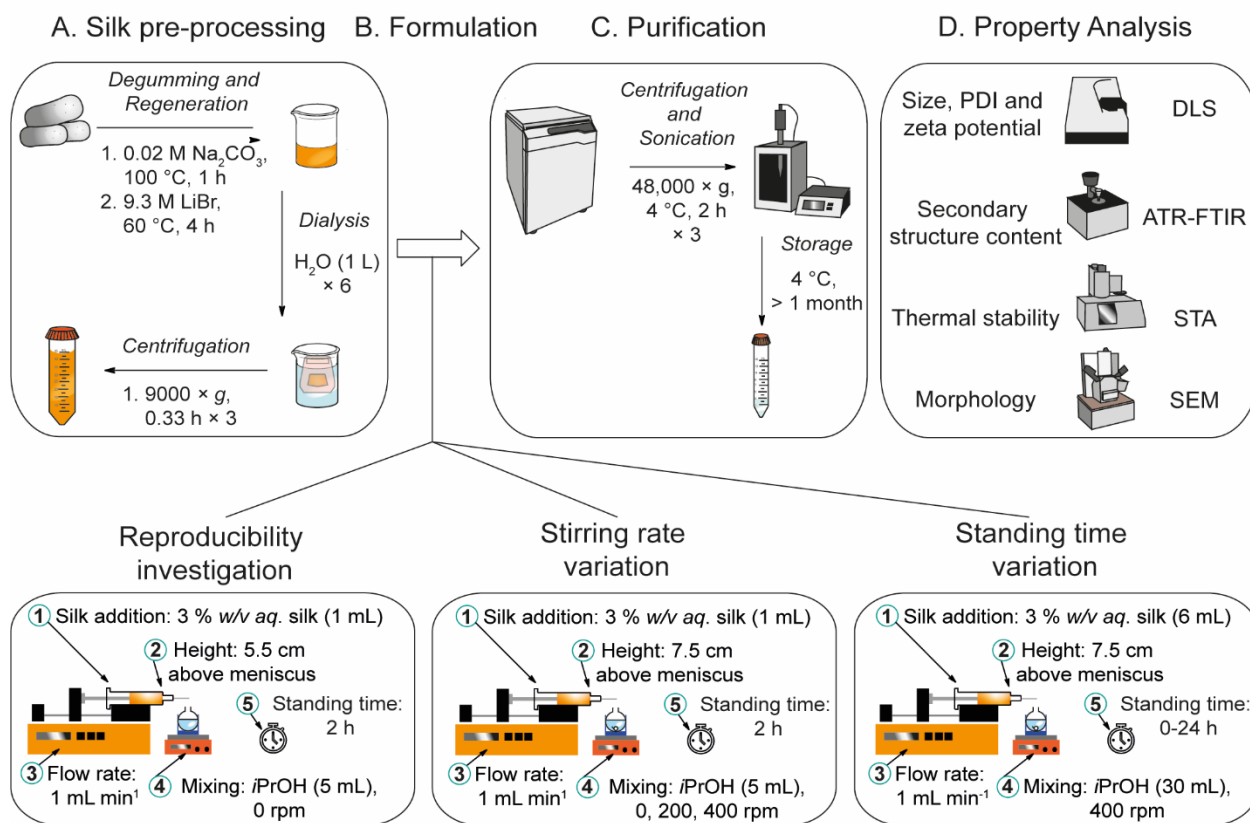 A. Silk pre-processing
Degumming and
Regeneration
1. 0.02 M Na₂CO₃,
100 °C, 1 h
2. 9.3 M LiBr,
60 °C, 4 h
Dialysis
H₂O (1 L)
× 6
Centrifugation
1. 9000 × g,
0.33 h × 3
B. Formulation
C. Purification
Centrifugation
and
Sonication
48,000 × g,
4 °C, 2 h
× 3
Storage
4 °C,
> 1 month
D. Property Analysis
Size, PDI and
zeta potential
DLS
Secondary
structure content
ATR-FTIR
Thermal stability
STA
Morphology
SEM
Reproducibility
investigation
1 Silk addition: 3 % w/v aq. silk (1 mL)
2 Height: 5.5 cm
above meniscus
5 Standing time:
2 h
3 Flow rate:
1 mL min¹
4 Mixing: iPrOH (5 mL),
0 rpm
Stirring rate
variation
1 Silk addition: 3 % w/v aq. silk (1 mL)
2 Height: 7.5 cm
above meniscus
5 Standing time:
2 h
3 Flow rate:
1 mL min¹
4 Mixing: iPrOH (5 mL),
0, 200, 400 rpm
Standing time
variation
1 Silk addition: 3 % w/v aq. silk (6 mL)
2 Height: 7.5 cm
above meniscus
5 Standing time:
0-24 h
3 Flow rate:
1 mL min⁻¹
4 Mixing: iPrOH (30 mL),
400 rpm